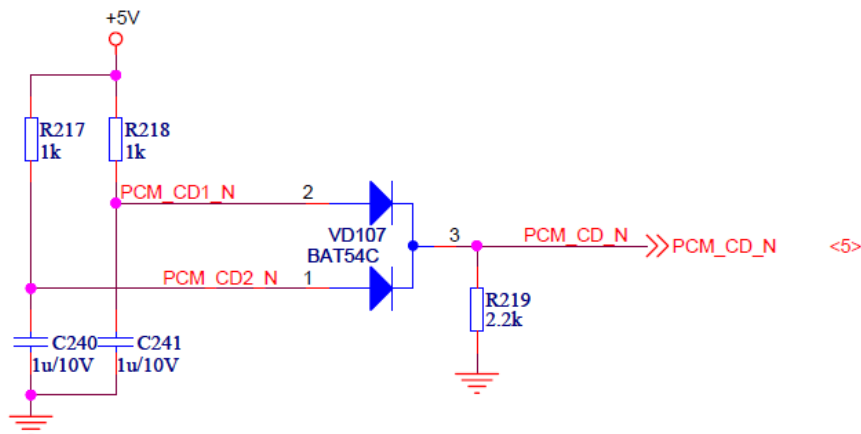 +5V
R217
1k
R218
1k
PCM_CD1_N
2
VD107
BAT54C
3
PCM_CD_N
PCM_CD_N
<5>
PCM_CD2_N
1
R219
2.2k
C240
1u/10V
C241
1u/10V